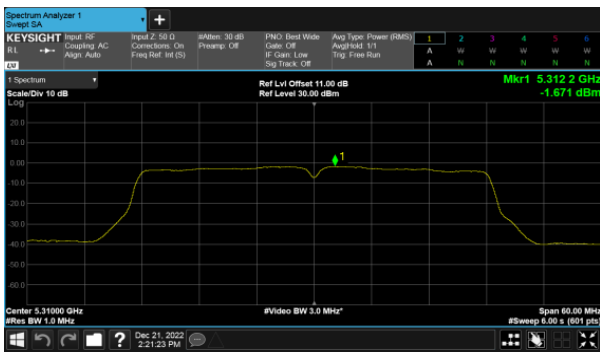 Spectrum Analyzer 1
Swept SA
+
KEYSIGHT Input: RF Input Z: 50 Ω #Atten: 30 dB PNO: Best Wide Avg Type: Power (RMS) 1 2 3 4 5 6
RL Coupling: AC Corrections: On Preamp: Off Gate: Off Avg|Hold: 1/1 A W W W W W
Align: Auto Freq Ref: Int (S) IF Gain: Low Trig: Free Run
LXI Sig Track: Off A N N N N N
1 Spectrum Ref Lvl Offset 11.00 dB Mkr1 5.312 2 GHz
Scale/Div 10 dB Ref Level 30.00 dBm -1.671 dBm
Log
20.0
10.0
0.00
1
-10.0
-20.0
-30.0
-40.0
-50.0
-60.0
Center 5.31000 GHz #Video BW 3.0 MHz* Span 60.00 MHz
#Res BW 1.0 MHz #Sweep 6.00 s (601 pts)
? Dec 21, 2022
2:21:23 PM